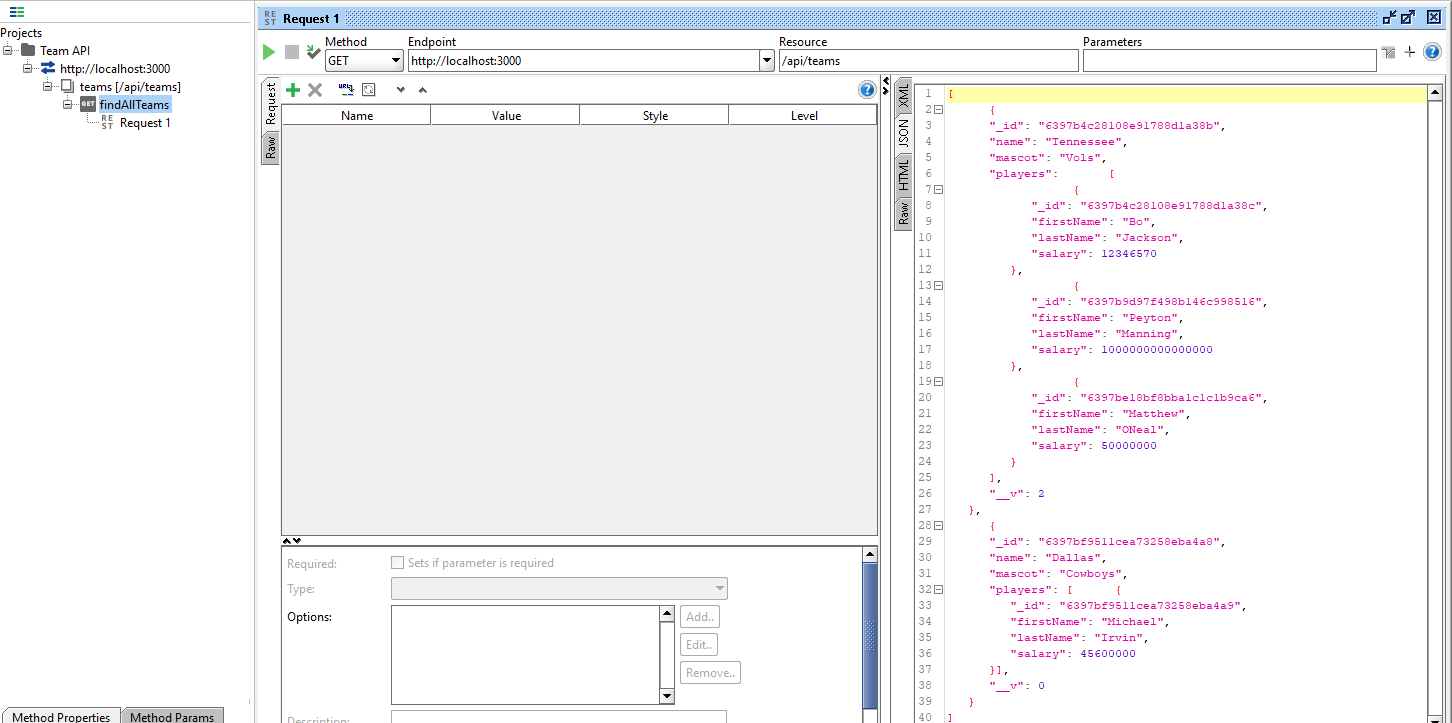 Projects
Team API
http://localhost:3000
teams [/api/teams]
GET findAllTeams
REST Request 1
Method Properties
Method Params
REST Request 1
Method Endpoint Resource Parameters
GET http://localhost:3000 /api/teams
Request
Raw
Name Value Style Level
Required: Sets if parameter is required
Type:
Options:
Add..
Edit..
Remove..
Description:
XML
JSON
HTML
Raw
1 [
2 {
3 "_id": "6397b4c28108e91788d1a38b",
4 "name": "Tennessee",
5 "mascot": "Vols",
6 "players": [
7 {
8 "_id": "6397b4c28108e91788d1a38c",
9 "firstName": "Bo",
10 "lastName": "Jackson",
11 "salary": 12346570
12 },
13 {
14 "_id": "6397b9d97f498b146c998516",
15 "firstName": "Peyton",
16 "lastName": "Manning",
17 "salary": 1000000000000000
18 },
19 {
20 "_id": "6397be18bf8bba1c1c1b9ca6",
21 "firstName": "Matthew",
22 "lastName": "ONeal",
23 "salary": 50000000
24 }
25 ],
26 "__v": 2
27 },
28 {
29 "_id": "6397bf9511cea73258eba4a8",
30 "name": "Dallas",
31 "mascot": "Cowboys",
32 "players": [ {
33 "_id": "6397bf9511cea73258eba4a9",
34 "firstName": "Michael",
35 "lastName": "Irvin",
36 "salary": 45600000
37 }],
38 "__v": 0
39 }
40 ]